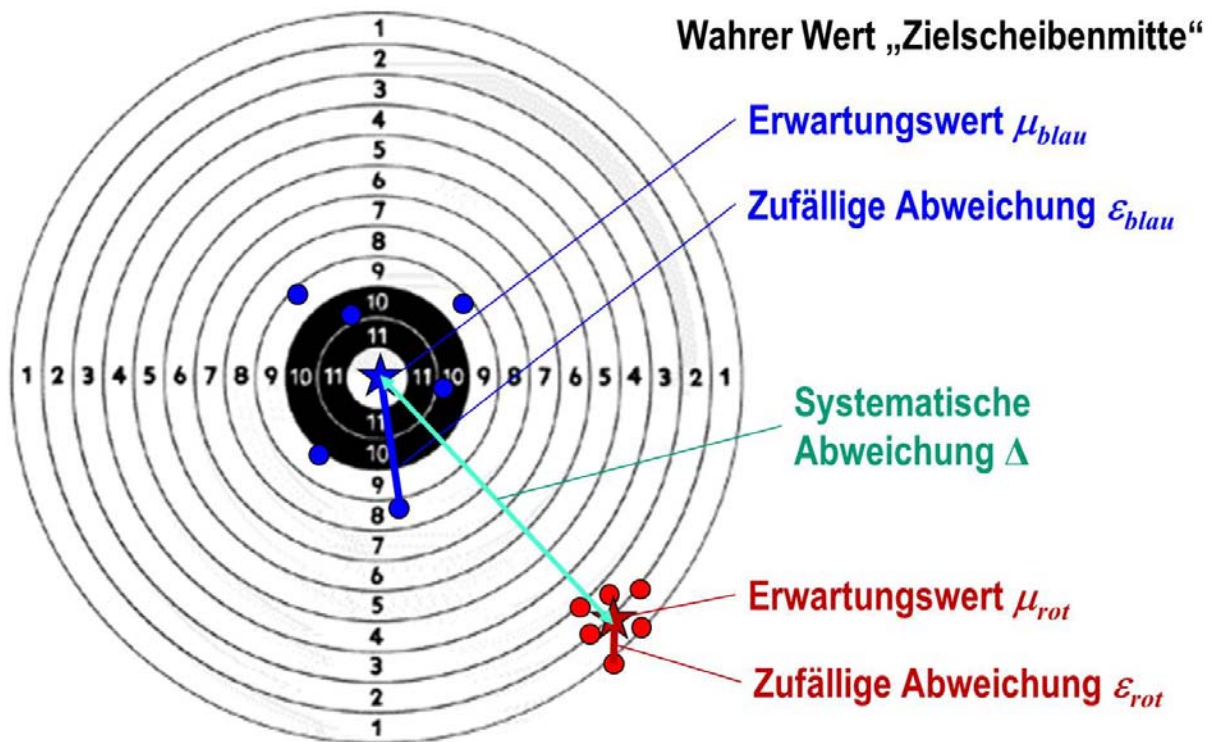 Wahrer Wert „Zielscheibenmitte“
Erwartungswert μblau
Zufällige Abweichung εblau
Systematische
Abweichung Δ
Erwartungswert μrot
Zufällige Abweichung εrot
1
2
3
4
5
6
7
8
9
10
11
1 2 3 4 5 6 7 8 9 10 11 11 10 9 8 7 6 5 4 3 2 1
11
10
9
8
7
6
5
4
3
2
1